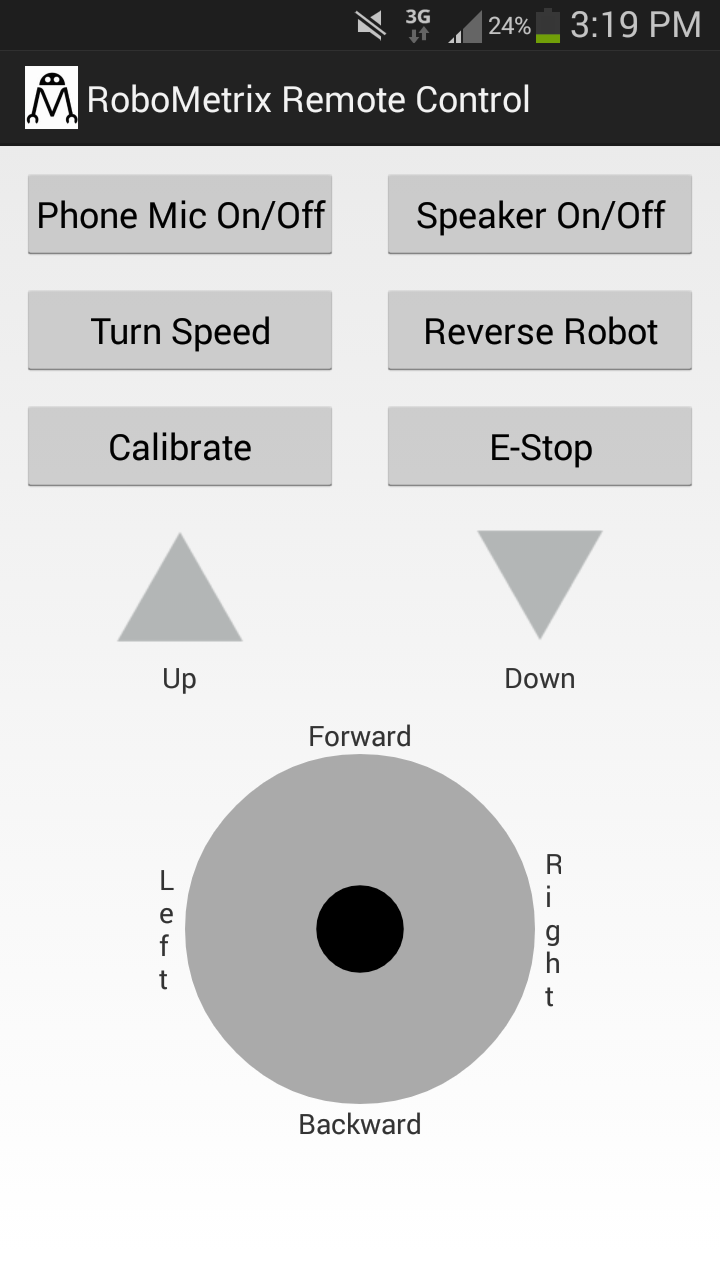 3G 24% 3:19 PM
RoboMetrix Remote Control
Phone Mic On/Off Speaker On/Off
Turn Speed Reverse Robot
Calibrate E-Stop
Up Down
Forward
Left Right
Backward